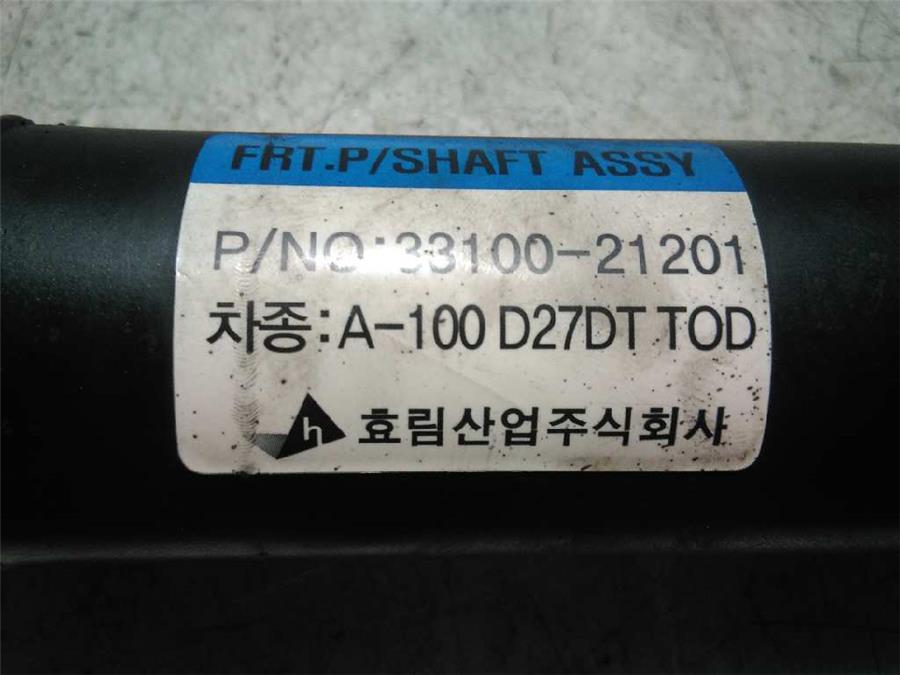 FRT.P/SHAFT ASSY
P/NO:33100-21201
차종:A-100 D27DT TOD
h 효림산업주식회사